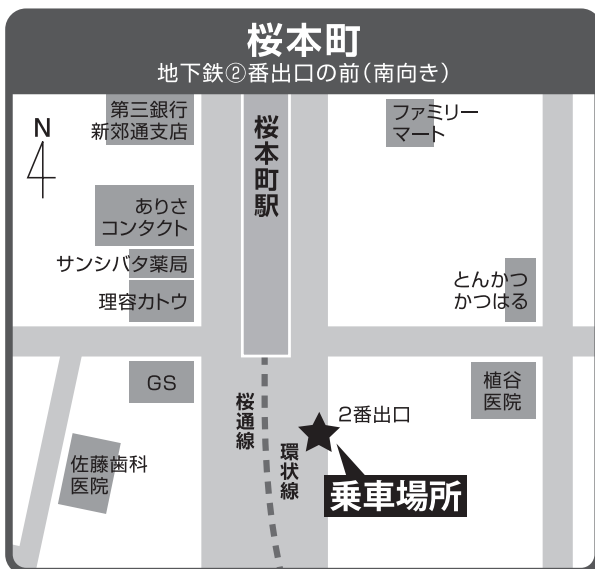 桜本町
地下鉄②番出口の前（南向き）
N
第三銀行
新郊通支店
桜本町駅
ファミリー
マート
ありさ
コンタクト
サンシバタ薬局
理容カトウ
とんかつ
かつはる
GS
植谷
医院
桜通線
2番出口
環状線
佐藤歯科
医院
乗車場所